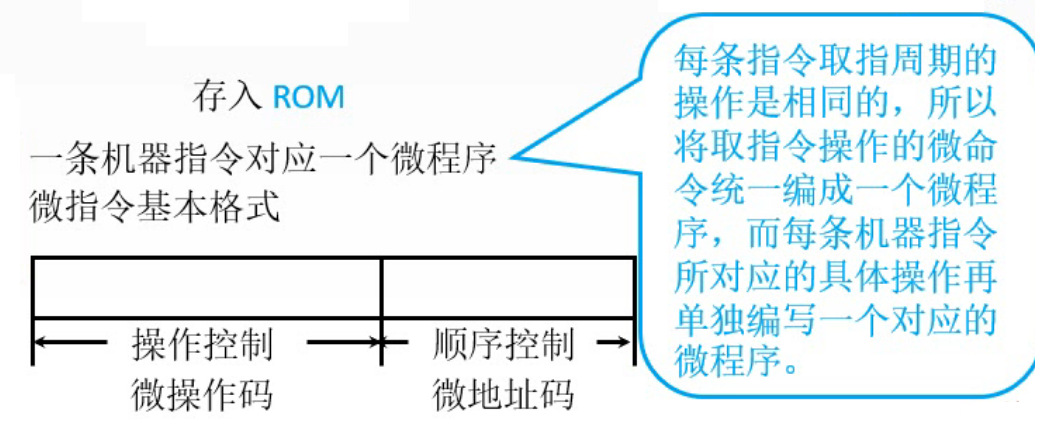 存入 ROM
一条机器指令对应一个微程序
微指令基本格式
操作控制
顺序控制
微操作码
微地址码
每条指令取指周期的
操作是相同的，所以
将取指令操作的微命
令统一编成一个微程
序，而每条机器指令
所对应的具体操作再
单独编写一个对应的
微程序。